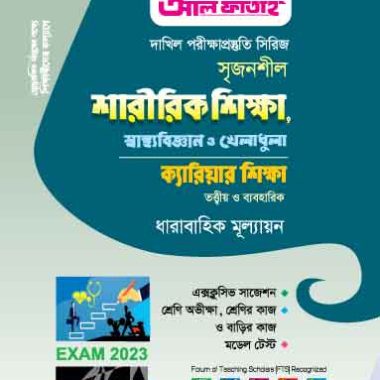 আল ফাতাহ
দাখিল পরীক্ষাপ্রস্তুতি সিরিজ
সৃজনশীল
শারীরিক শিক্ষা,
স্বাস্থ্যবিজ্ঞান ও খেলাধুলা
ক্যারিয়ার শিক্ষা
তত্ত্বীয় ও ব্যবহারিক
ধারাবাহিক মূল্যায়ন
এক্সক্লুসিভ সাজেশন
শ্রেণি অভীক্ষা, শ্রেণির কাজ
ও বাড়ির কাজ
মডেল টেস্ট
EXAM 2023
Forum of Teaching Scholars (FTS) Recognized